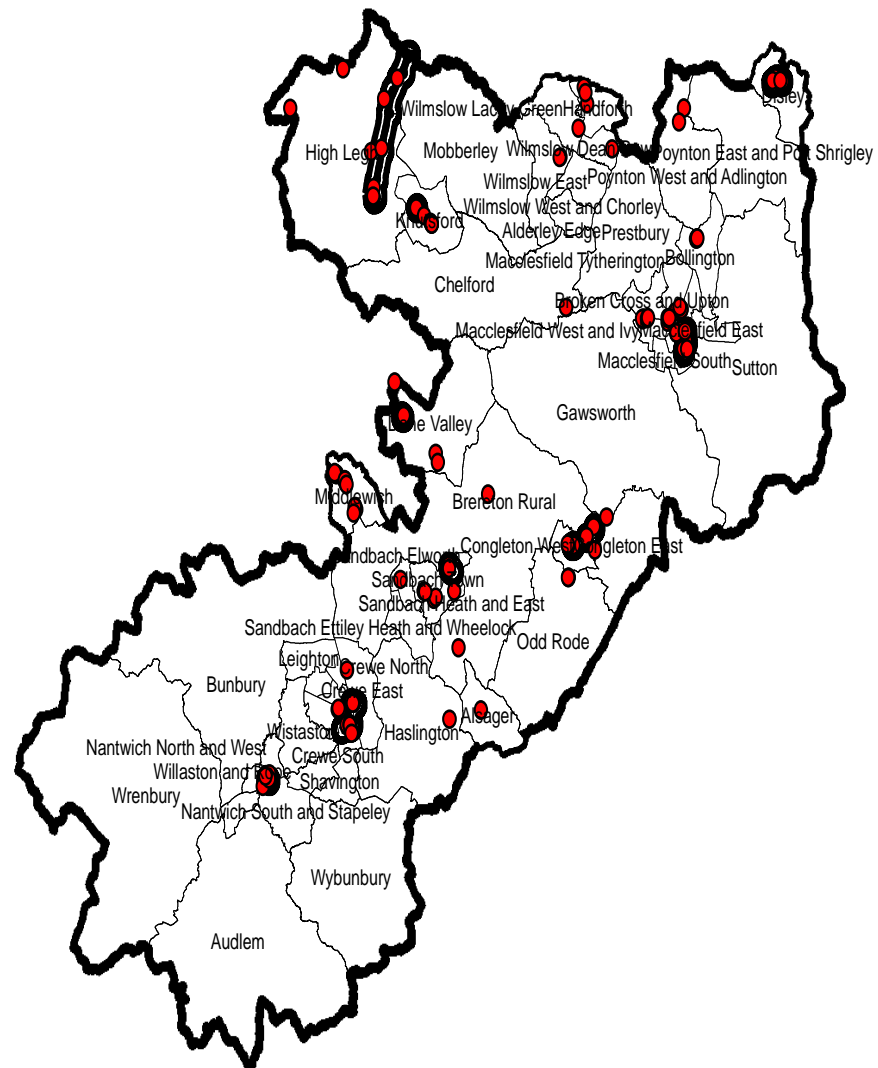 Disley
Wilmslow Lacey Green
Handforth
High Legh
Mobberley
Wilmslow Dean Row
Poynton East and Pott Shrigley
Wilmslow East
Poynton West and Adlington
Wilmslow West and Chorley
Knutsford
Alderley Edge
Prestbury
Macclesfield Tytherington
Bollington
Chelford
Broken Cross and Upton
Macclesfield West and Ivy
Macclesfield East
Macclesfield South
Sutton
Gawsworth
Dane Valley
Middlewich
Brereton Rural
Sandbach Elworth
Congleton West
Congleton East
Sandbach Town
Sandbach Heath and East
Sandbach Ettiley Heath and Wheelock
Odd Rode
Leighton
Crewe North
Bunbury
Crewe East
Alsager
Wistaston
Haslington
Nantwich North and West
Crewe South
Willaston and Rope
Shavington
Wrenbury
Nantwich South and Stapeley
Wybunbury
Audlem